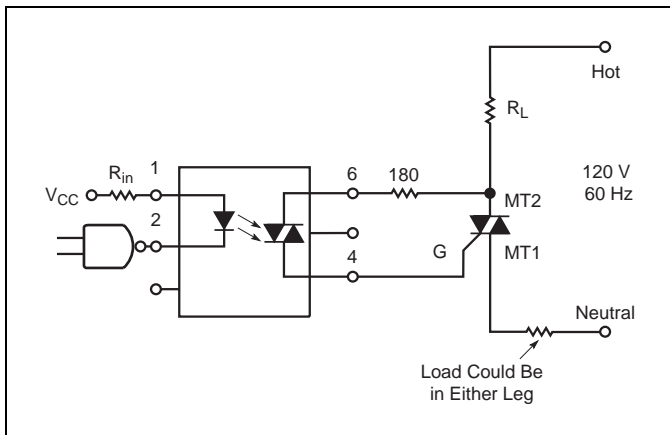 Hot
R_L
R_in
1
V_CC
2
6
180
4
G
MT2
MT1
120 V
60 Hz
Neutral
Load Could Be
in Either Leg